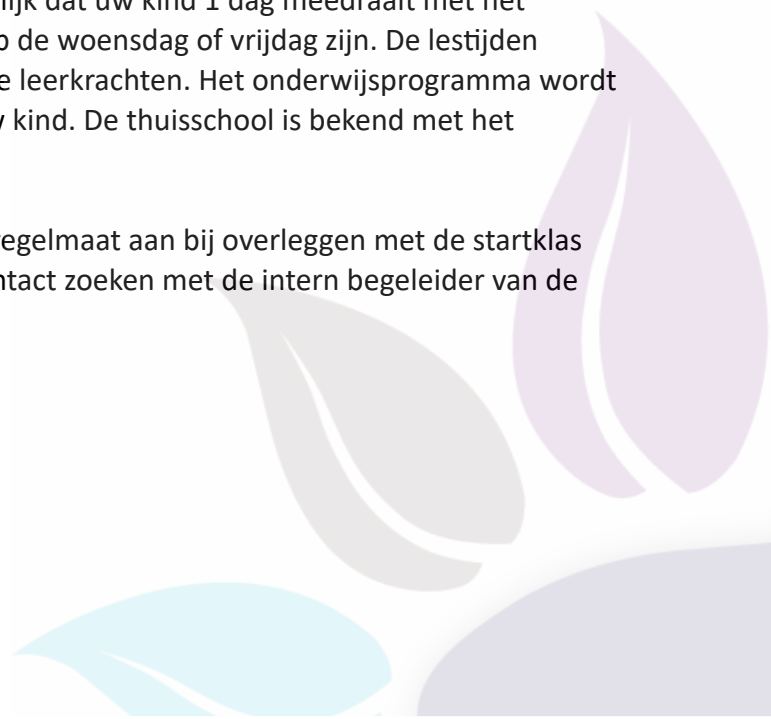 lijk dat uw kind 1 dag meedraait met het
de woensdag of vrijdag zijn. De lestijden
e leerkrachten. Het onderwijsprogramma wordt
kind. De thuisschool is bekend met het
egelmaat aan bij overleggen met de startklas
ntact zoeken met de intern begeleider van de